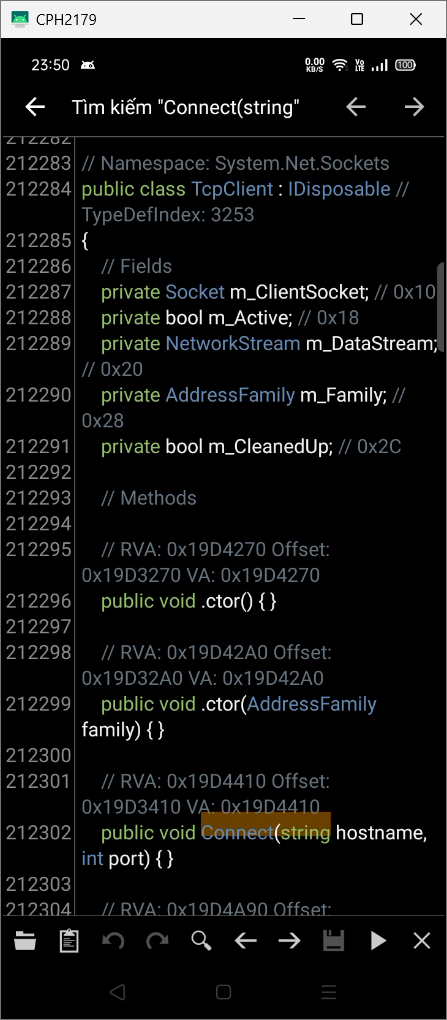 CPH2179
23:50
0.00 KB/S
Vo LTE
100
Tìm kiếm "Connect(string"
212282
212283 // Namespace: System.Net.Sockets
212284 public class TcpClient : IDisposable //
TypeDefIndex: 3253
212285 {
212286 // Fields
212287 private Socket m_ClientSocket; // 0x10
212288 private bool m_Active; // 0x18
212289 private NetworkStream m_DataStream;
// 0x20
212290 private AddressFamily m_Family; //
0x28
212291 private bool m_CleanedUp; // 0x2C
212292
212293 // Methods
212294
212295 // RVA: 0x19D4270 Offset:
0x19D3270 VA: 0x19D4270
212296 public void .ctor() { }
212297
212298 // RVA: 0x19D42A0 Offset:
0x19D32A0 VA: 0x19D42A0
212299 public void .ctor(AddressFamily
family) { }
212300
212301 // RVA: 0x19D4410 Offset:
0x19D3410 VA: 0x19D4410
212302 public void Connect(string hostname,
int port) { }
212303
212304 // RVA: 0x19D4A90 Offset: